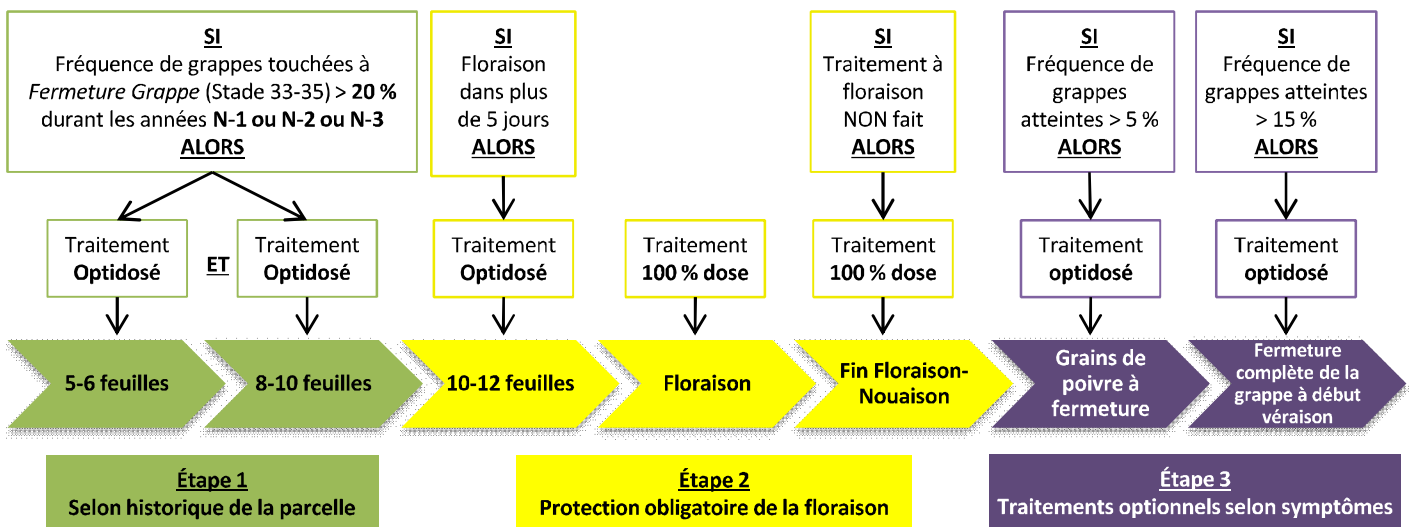 SI
Fréquence de grappes touchées à
Fermeture Grappe (Stade 33-35) > 20 %
durant les années N-1 ou N-2 ou N-3
ALORS
SI
Floraison
dans plus
de 5 jours
ALORS
SI
Traitement à
floraison
NON fait
ALORS
SI
Fréquence de
grappes
atteintes > 5 %
ALORS
SI
Fréquence de
grappes atteintes
> 15 %
ALORS
Traitement
Optidosé
ET
Traitement
Optidosé
Traitement
Optidosé
Traitement
100 % dose
Traitement
100 % dose
Traitement
optidosé
Traitement
optidosé
5-6 feuilles
8-10 feuilles
10-12 feuilles
Floraison
Fin Floraison-
Nouaison
Grains de
poivre à
fermeture
Fermeture
complète de la
grappe à début
véraison
Étape 1
Selon historique de la parcelle
Étape 2
Protection obligatoire de la floraison
Étape 3
Traitements optionnels selon symptômes